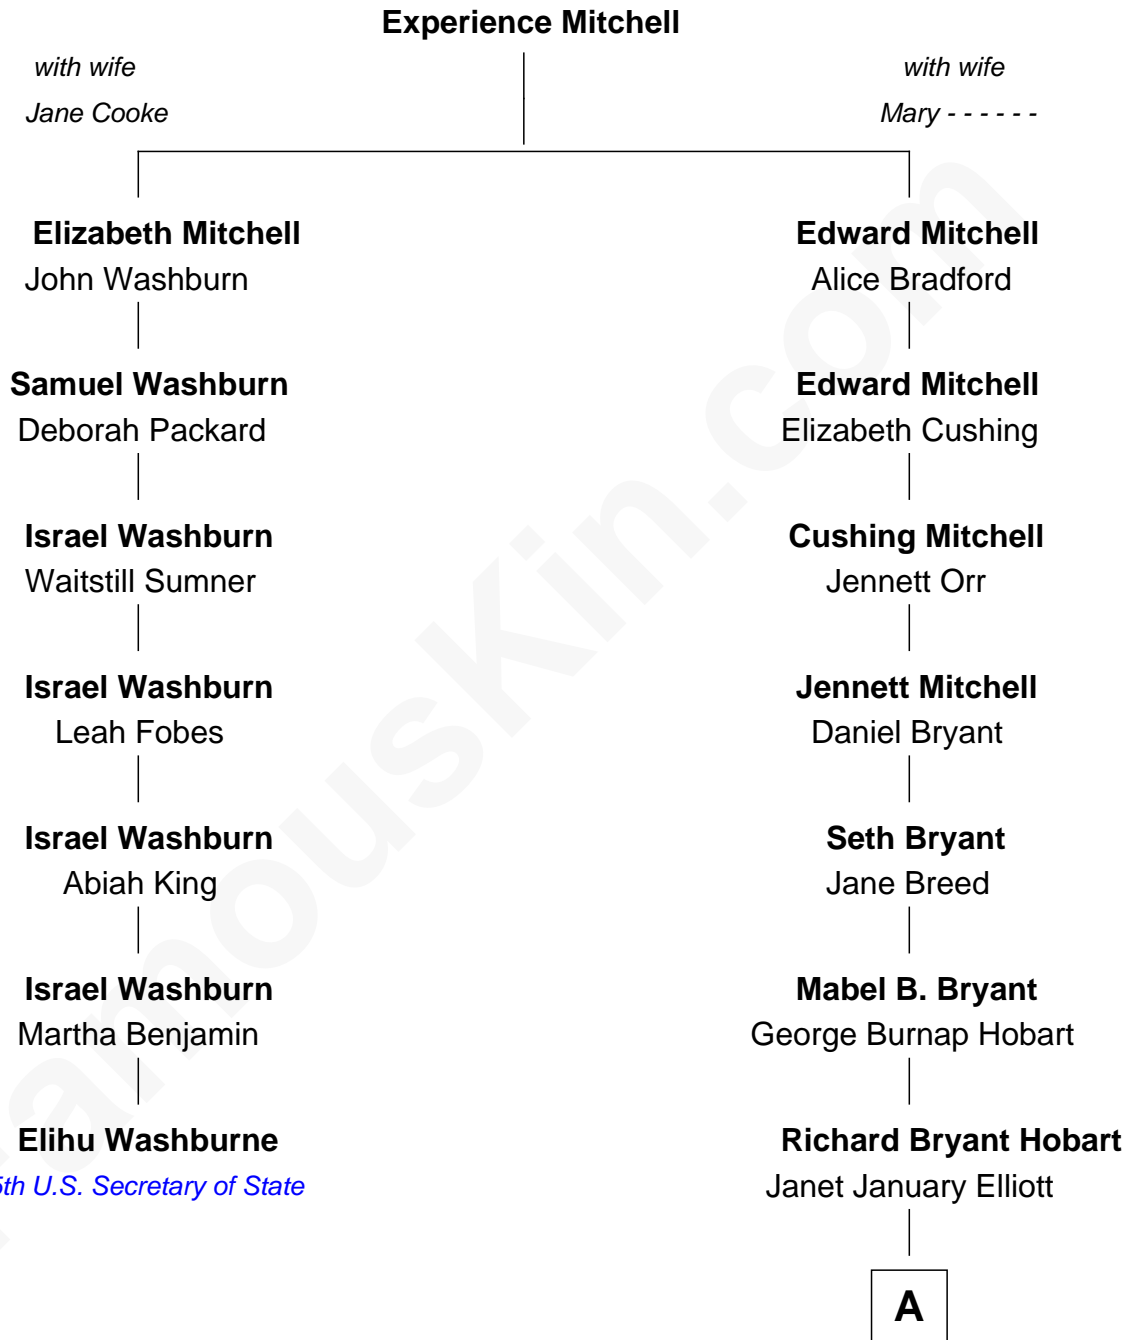 Experience Mitchell
with wife
Jane Cooke
with wife
Mary - - - - - -
Elizabeth Mitchell
John Washburn
Edward Mitchell
Alice Bradford
Samuel Washburn
Deborah Packard
Edward Mitchell
Elizabeth Cushing
Israel Washburn
Waitstill Sumner
Cushing Mitchell
Jennett Orr
Israel Washburn
Leah Fobes
Jennett Mitchell
Daniel Bryant
Israel Washburn
Abiah King
Seth Bryant
Jane Breed
Israel Washburn
Martha Benjamin
Mabel B. Bryant
George Burnap Hobart
Elihu Washburne
5th U.S. Secretary of State
Richard Bryant Hobart
Janet January Elliott
A
FamousKin.com